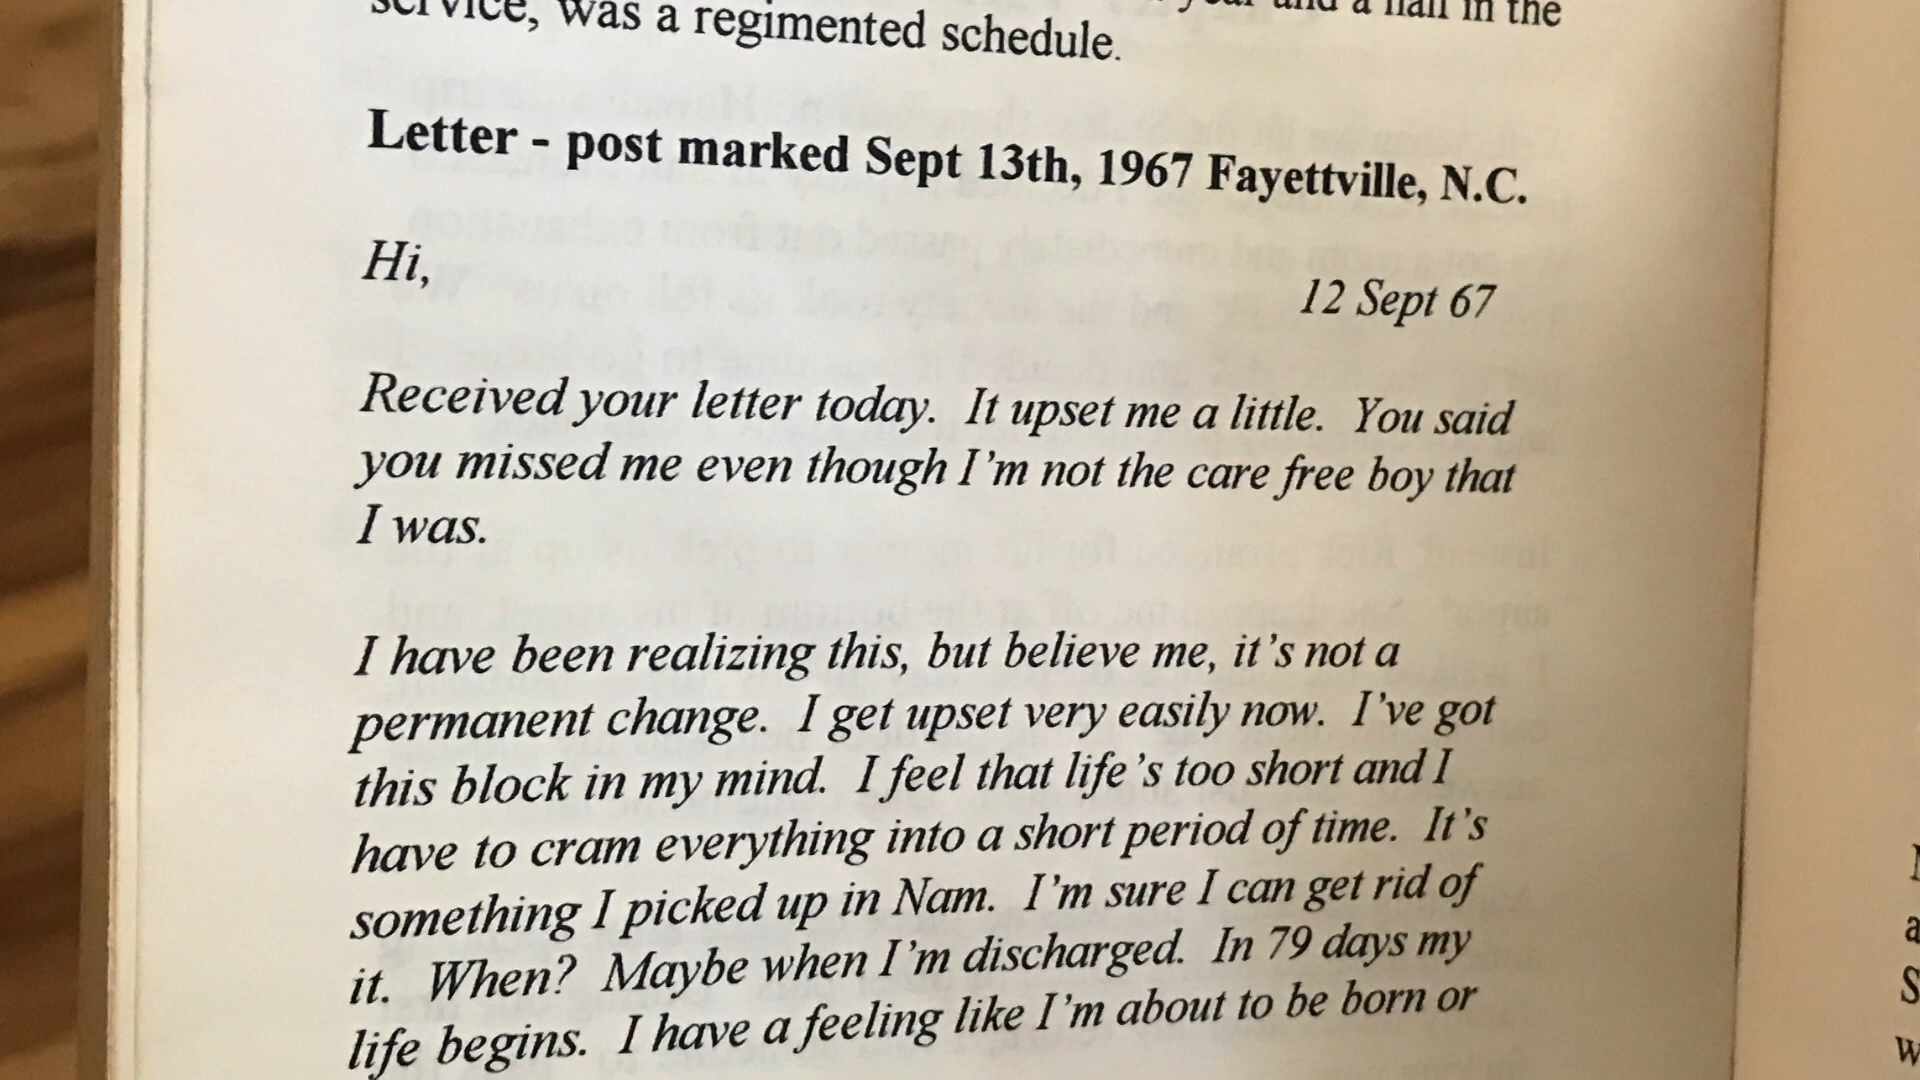 service, was a regimented schedule. year and a half in the
Letter - post marked Sept 13th, 1967 Fayettville, N.C.
Hi,
12 Sept 67
Received your letter today. It upset me a little. You said
you missed me even though I'm not the care free boy that
I was.
I have been realizing this, but believe me, it's not a
permanent change. I get upset very easily now. I've got
this block in my mind. I feel that life's too short and I
have to cram everything into a short period of time. It's
something I picked up in Nam. I'm sure I can get rid of
it. When? Maybe when I'm discharged. In 79 days my
life begins. I have a feeling like I'm about to be born or